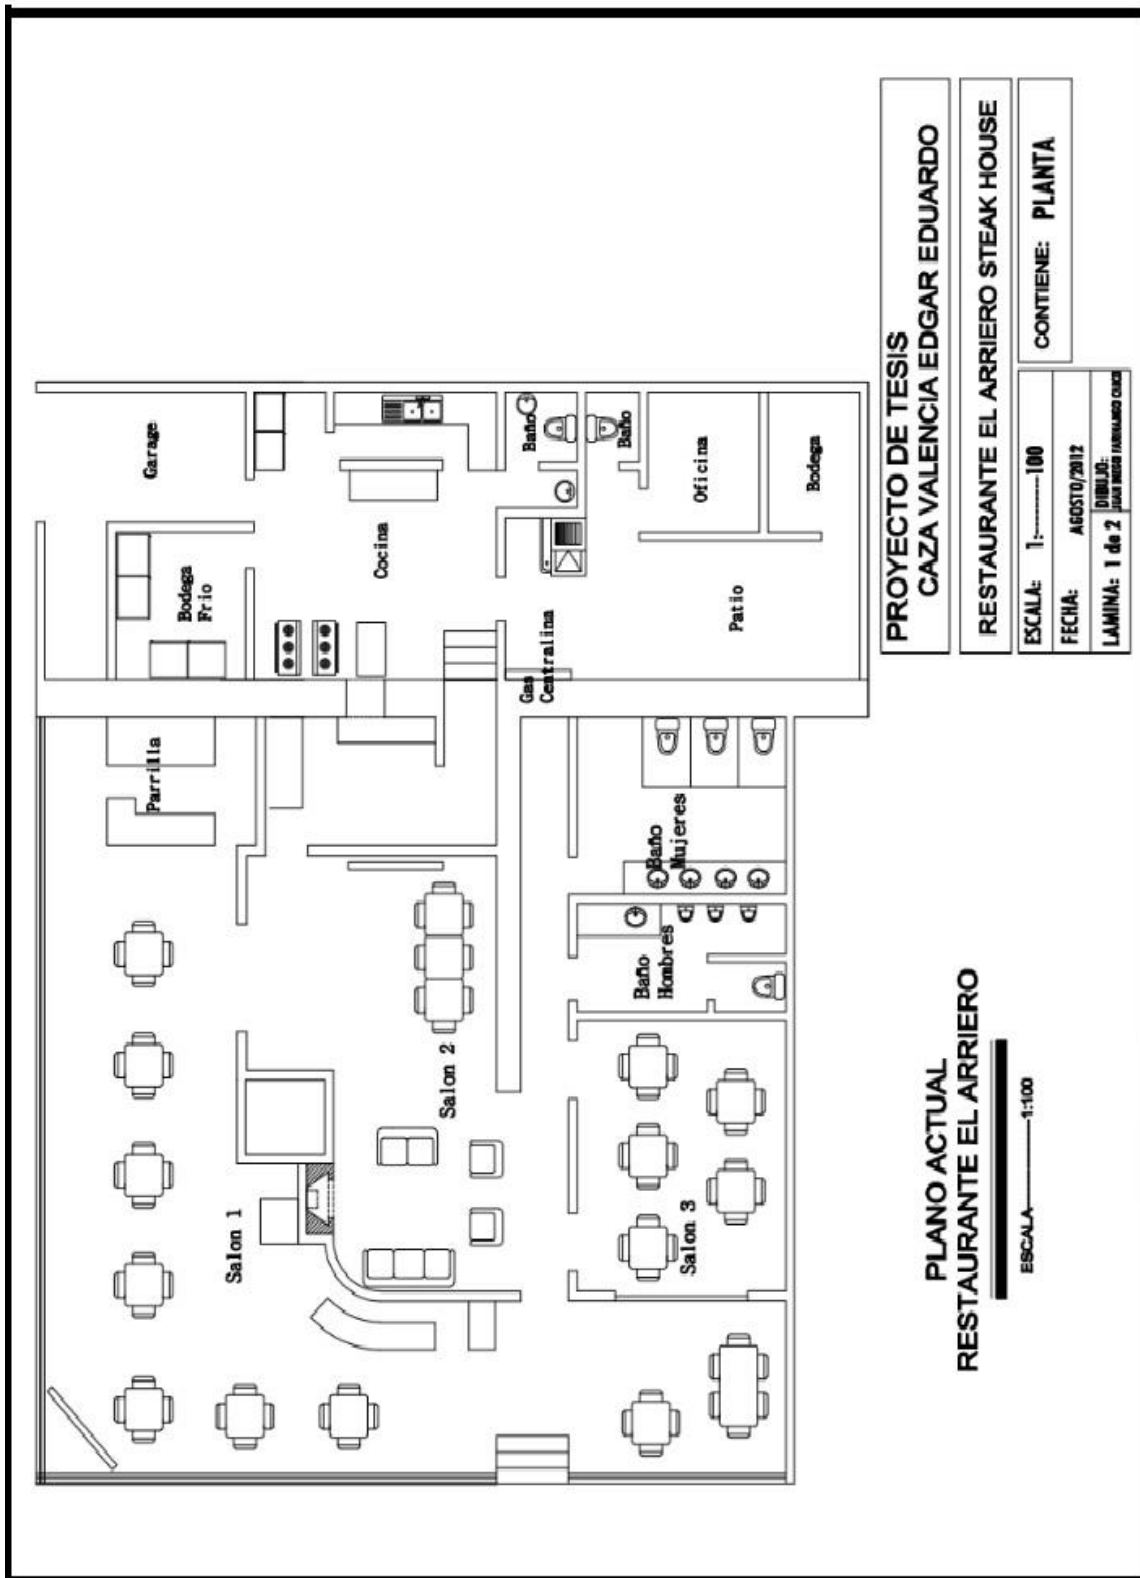 Garage
Bodega
Frio
Parrilla
Cocina
Baño
Baño
Oficina
Bodega
Patio
Gas
Centralina
Baño
Mujeres
Baño
Hombres
Salon 1
Salon 2
Salon 3
PROYECTO DE TESIS
CAZA VALENCIA EDGAR EDUARDO
RESTAURANTE EL ARRIERO STEAK HOUSE
ESCALA: 1:----------100
CONTIENE: PLANTA
FECHA: AGOSTO/2012
LAMINA: 1 de 2
DIBUJO:
PLANO ACTUAL
RESTAURANTE EL ARRIERO
ESCALA----------1:100